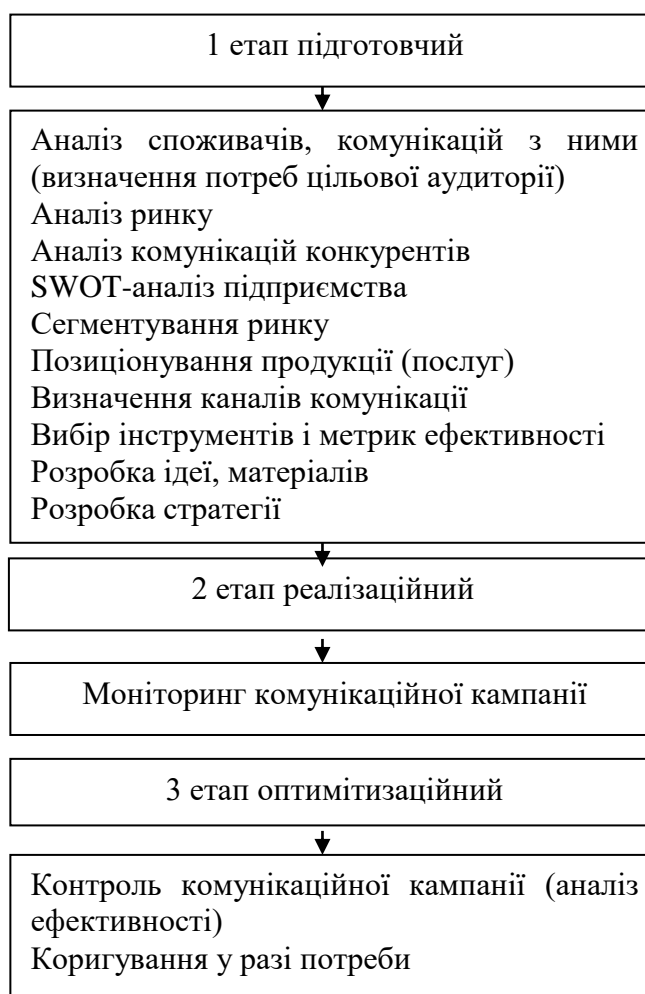 1 етап підготовчий
Аналіз споживачів, комунікацій з ними
(визначення потреб цільової аудиторії)
Аналіз ринку
Аналіз комунікацій конкурентів
SWOT-аналіз підприємства
Сегментування ринку
Позиціонування продукції (послуг)
Визначення каналів комунікації
Вибір інструментів і метрик ефективності
Розробка ідеї, матеріалів
Розробка стратегії
2 етап реалізаційний
Моніторинг комунікаційної кампанії
3 етап оптимітизаційний
Контроль комунікаційної кампанії (аналіз
ефективності)
Коригування у разі потреби